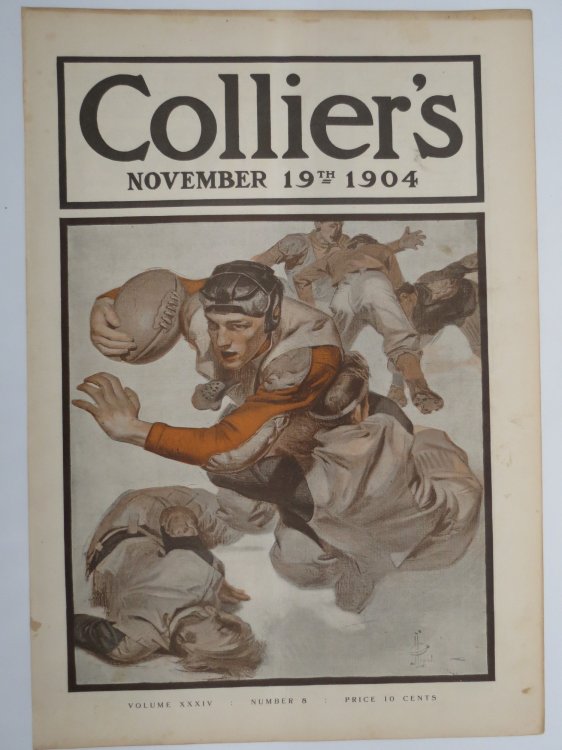 Collier's
NOVEMBER 19TH 1904
VOLUME XXXIV : NUMBER 8 : PRICE 10 CENTS